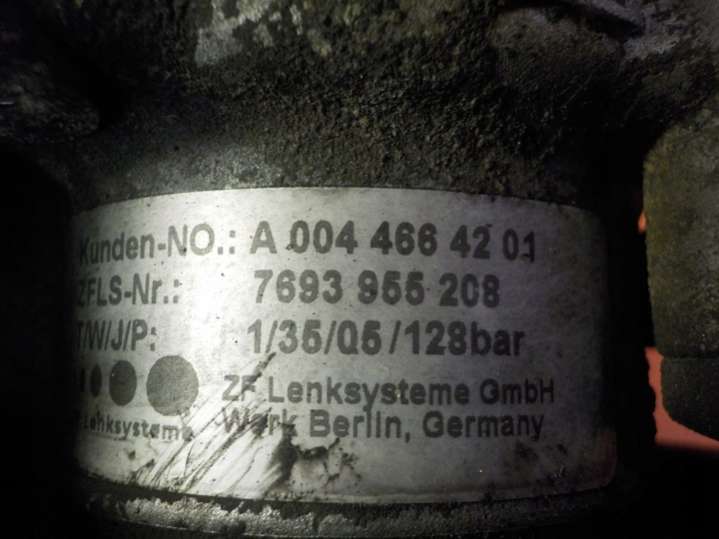 Kunden-NO.: A 004 466 42 01
ZFLS-Nr.: 7693 955 208
T/W/J/P: 1/35/05/128bar
ZF Lenksysteme GmbH
Werk Berlin, Germany
Lenksysteme